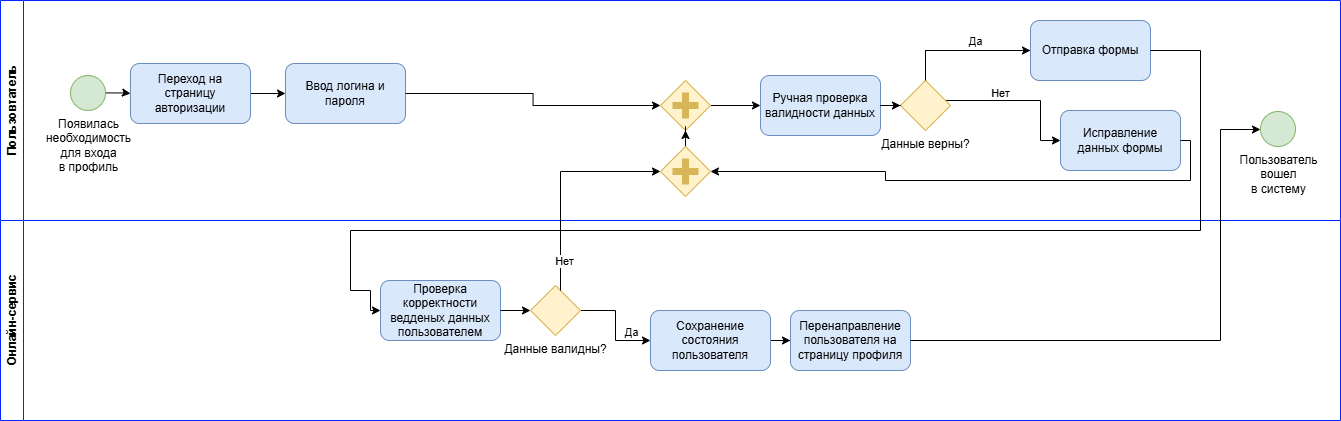 Пользовтатель
Появилась
необходимость
для входа
в профиль
Переход на
страницу
авторизации
Ввод логина и
пароля
Ручная проверка
валидности данных
Данные верны?
Да
Отправка формы
Нет
Исправление
данных формы
Пользователь
вошел
в систему
Онлайн-сервис
Проверка
корректности
ведденых данных
пользователем
Нет
Данные валидны?
Да
Сохранение
состояния
пользователя
Перенаправление
пользователя на
страницу профиля